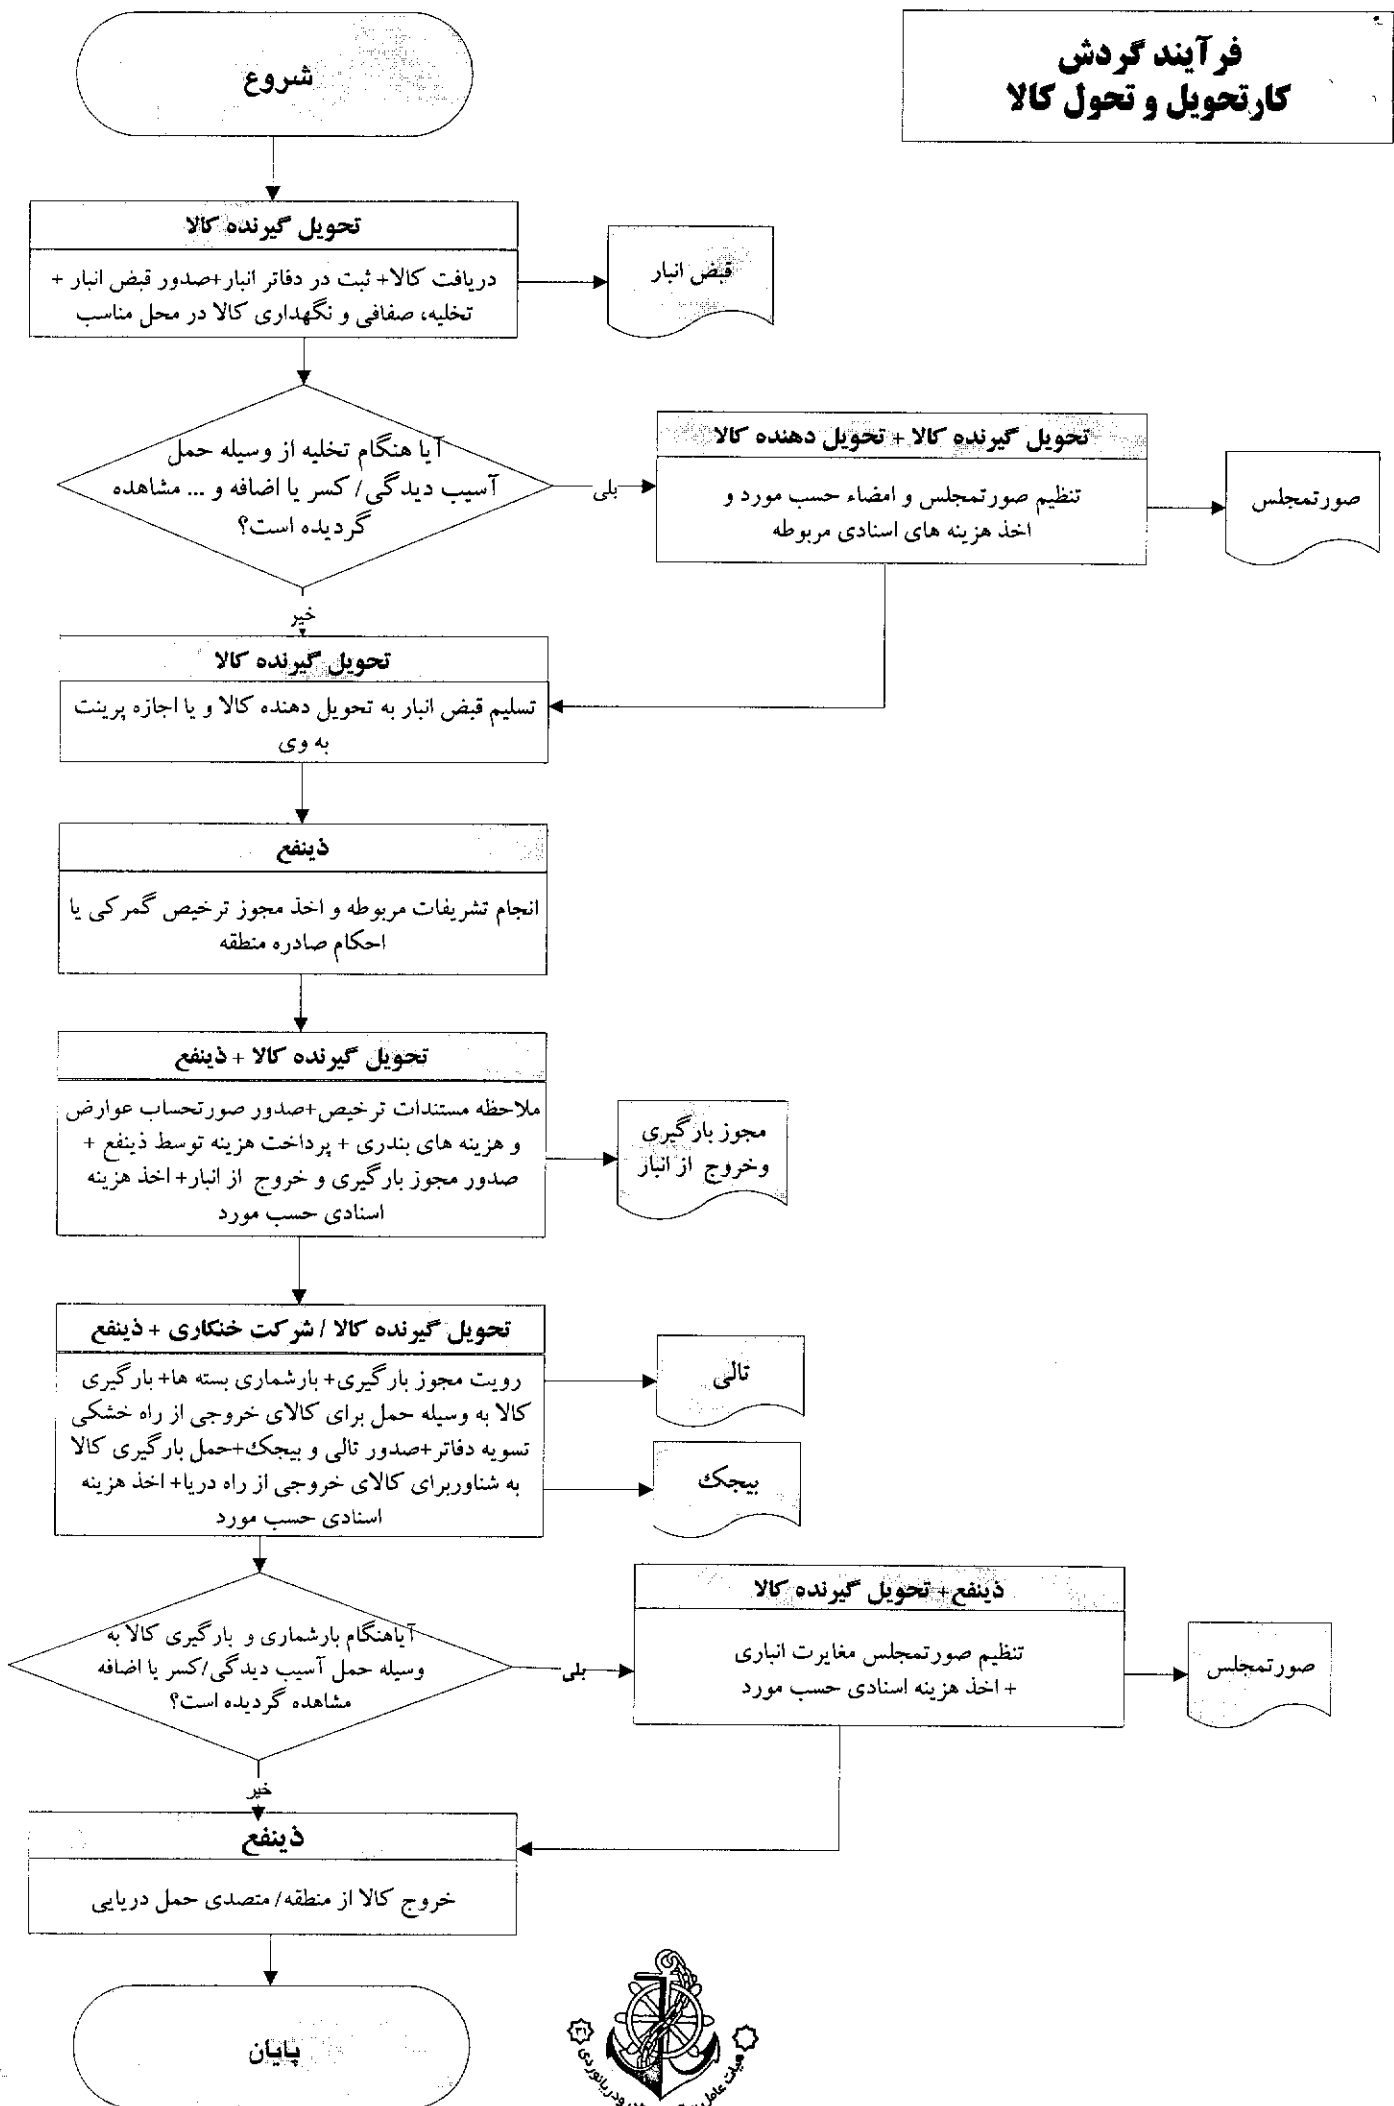 فرآیند گردش
کارتحویل و تحول کالا
شروع
تحویل گیرنده کالا
دریافت کالا+ ثبت در دفاتر انبار+صدور قبض انبار +
تخلیه، صفافی و نگهداری کالا در محل مناسب
قبض انبار
آیا هنگام تخلیه از وسیله حمل
آسیب دیدگی/ کسر یا اضافه و ... مشاهده
گردیده است؟
بلی
تحویل گیرنده کالا + تحویل دهنده کالا
تنظیم صورتمجلس و امضاء حسب مورد و
اخذ هزینه های اسنادی مربوطه
صورتمجلس
خیر
تحویل گیرنده کالا
تسلیم قبض انبار به تحویل دهنده کالا و یا اجازه پرینت
به وی
ذینفع
انجام تشریفات مربوطه و اخذ مجوز ترخیص گمرکی یا
احکام صادره منطقه
تحویل گیرنده کالا + ذینفع
ملاحظه مستندات ترخیص+صدور صورتحساب عوارض
و هزینه های بندری + پرداخت هزینه توسط ذینفع +
صدور مجوز بارگیری و خروج از انبار+ اخذ هزینه
اسنادی حسب مورد
مجوز بارگیری
وخروج از انبار
تحویل گیرنده کالا / شرکت خنکاری + ذینفع
رویت مجوز بارگیری+ بارشماری بسته ها+ بارگیری
کالا به وسیله حمل برای کالای خروجی از راه خشکی
تسویه دفاتر+صدور تالی و بیجک+حمل بارگیری کالا
به شناوربرای کالای خروجی از راه دریا+ اخذ هزینه
اسنادی حسب مورد
تالی
بیجک
آیاهنگام بارشماری و بارگیری کالا به
وسیله حمل آسیب دیدگی/کسر یا اضافه
مشاهده گردیده است؟
بلی
ذینفع+ تحویل گیرنده کالا
تنظیم صورتمجلس مغایرت انباری
+ اخذ هزینه اسنادی حسب مورد
صورتمجلس
خیر
ذینفع
خروج کالا از منطقه/ متصدی حمل دریایی
پایان
هیات عامل
ودریانوردی